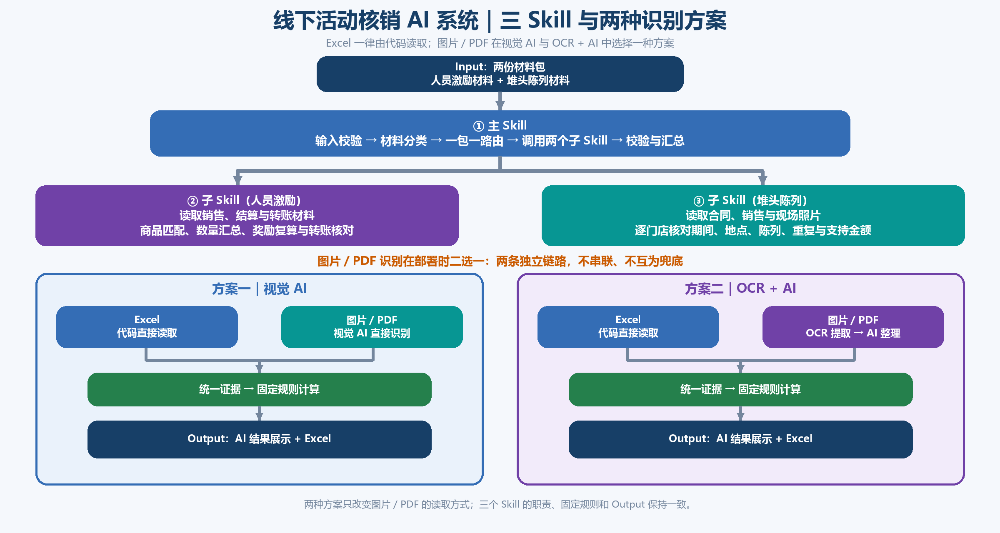 线下活动核销 AI 系统｜三 Skill 与两种识别方案
Excel 一律由代码读取；图片 / PDF 在视觉 AI 与 OCR + AI 中选择一种方案
Input：两份材料包
人员激励材料 + 堆头陈列材料
① 主 Skill
输入校验 → 材料分类 → 一包一路由 → 调用两个子 Skill → 校验与汇总
② 子 Skill（人员激励）
读取销售、结算与转账材料
商品匹配、数量汇总、奖励复算与转账核对
③ 子 Skill（堆头陈列）
读取合同、销售与现场照片
逐门店核对期间、地点、陈列、重复与支持金额
图片 / PDF 识别在部署时二选一：两条独立链路，不串联、不互为兜底
方案一｜视觉 AI
Excel
代码直接读取
图片 / PDF
视觉 AI 直接识别
统一证据 → 固定规则计算
Output：AI 结果展示 + Excel
方案二｜OCR + AI
Excel
代码直接读取
图片 / PDF
OCR 提取 → AI 整理
统一证据 → 固定规则计算
Output：AI 结果展示 + Excel
两种方案只改变图片 / PDF 的读取方式；三个 Skill 的职责、固定规则和 Output 保持一致。